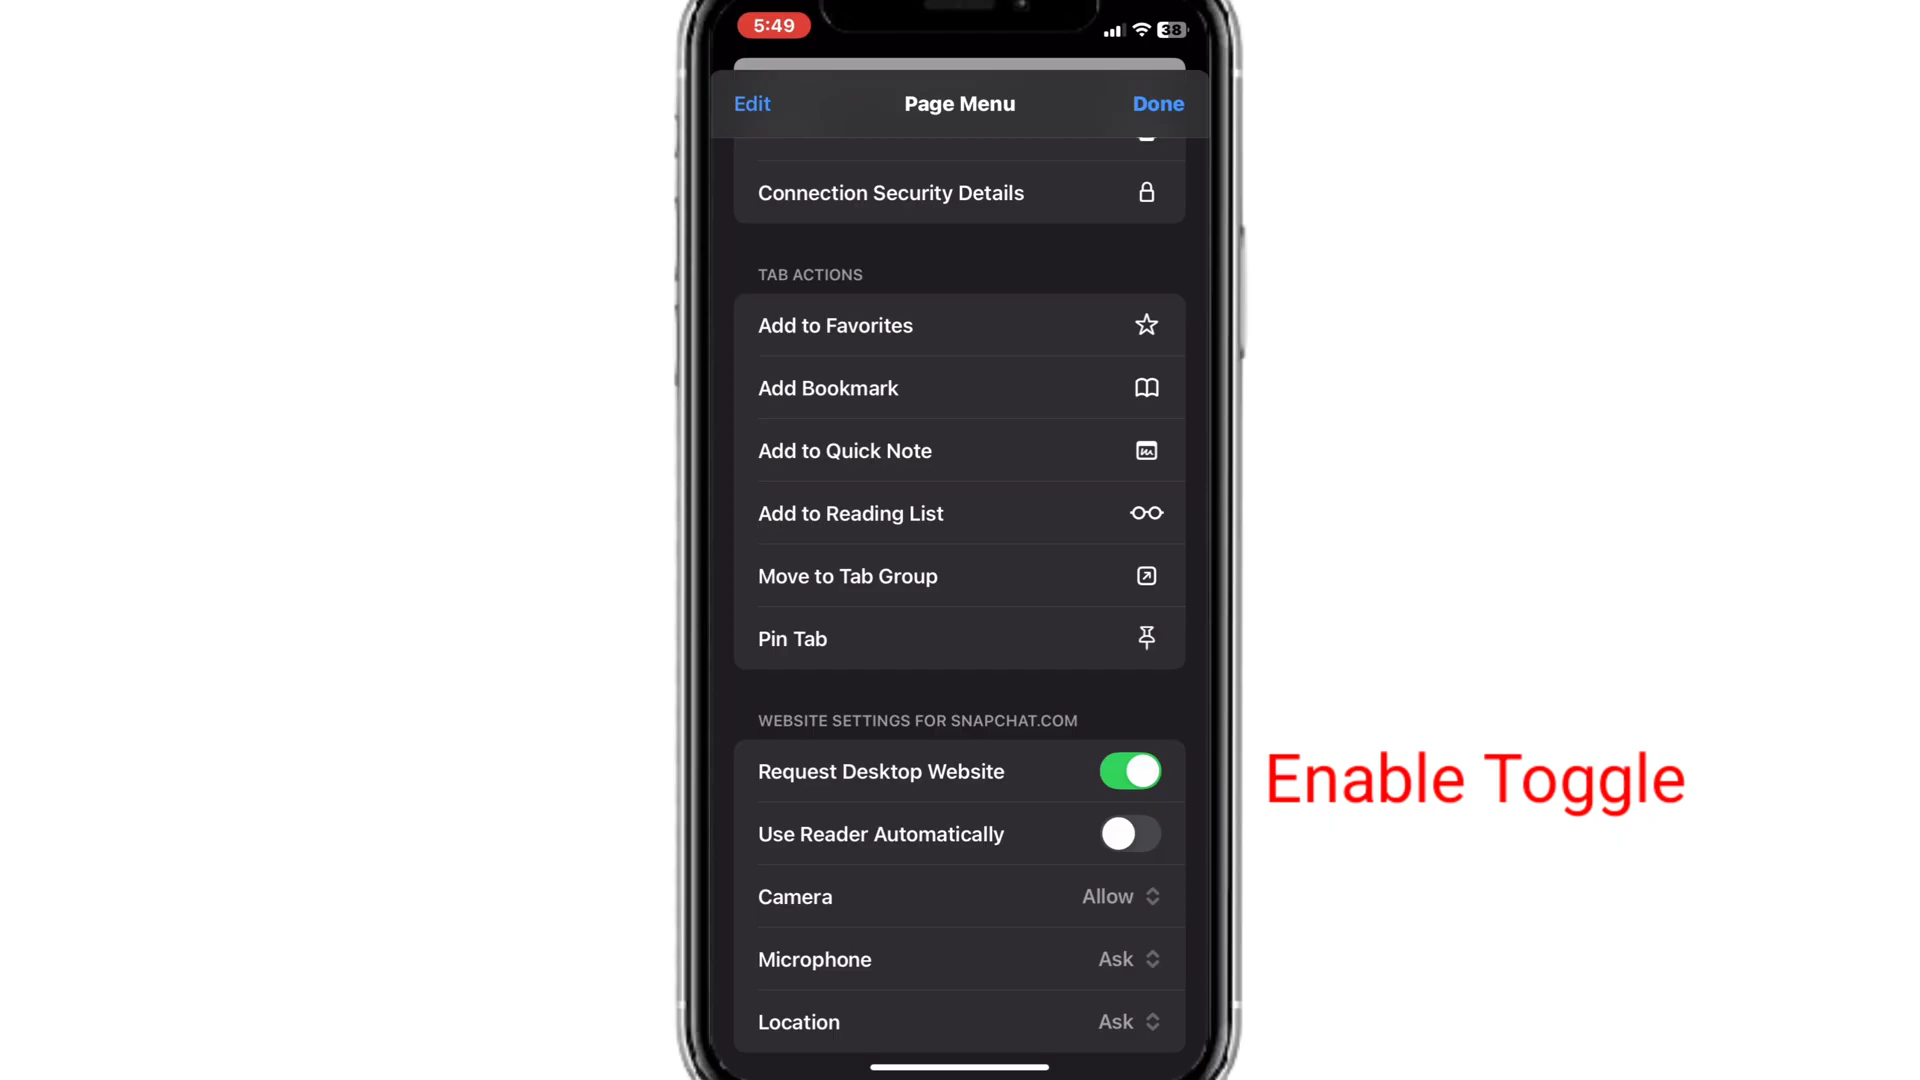 5:49
38
Edit
Page Menu
Done
Connection Security Details
TAB ACTIONS
Add to Favorites
Add Bookmark
Add to Quick Note
Add to Reading List
Move to Tab Group
Pin Tab
WEBSITE SETTINGS FOR SNAPCHAT.COM
Request Desktop Website
Enable Toggle
Use Reader Automatically
Camera Allow
Microphone Ask
Location Ask